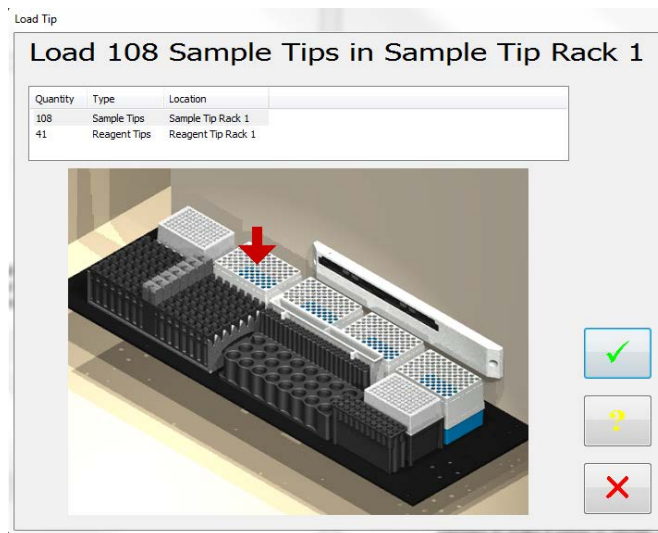 Load Tip
Load 108 Sample Tips in Sample Tip Rack 1
Quantity Type Location
108 Sample Tips Sample Tip Rack 1
41 Reagent Tips Reagent Tip Rack 1
?